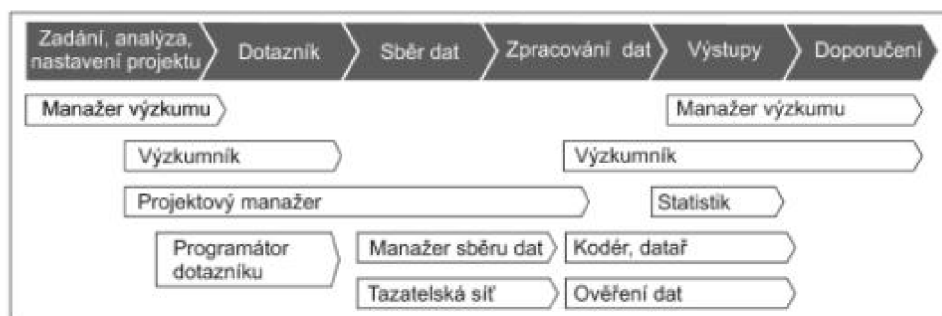 Zadání, analýza,
nastavení projektu
Dotazník
Sběr dat
Zpracování dat
Výstupy
Doporučení
Manažer výzkumu
Manažer výzkumu
Výzkumník
Výzkumník
Projektový manažer
Statistik
Programátor
dotazníku
Manažer sběru dat
Kodér, datař
Tazatelská síť
Ověření dat